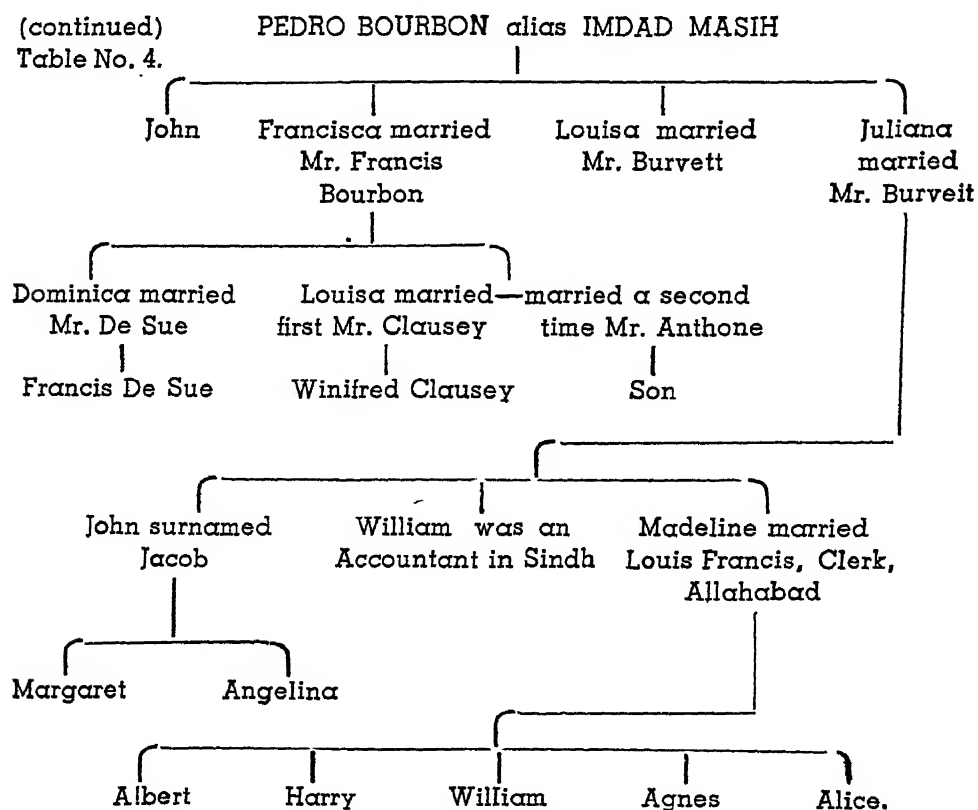 (continued) PEDRO BOURBON alias IMDAD MASIH
Table No. 4.
John Francisca married Louisa married Juliana
Mr. Francis Mr. Burvett married
Bourbon Mr. Burveit
Dominica married Louisa married—married a second
Mr. De Sue first Mr. Clausey time Mr. Anthone
Francis De Sue Winifred Clausey Son
John surnamed William was an Madeline married
Jacob Accountant in Sindh Louis Francis, Clerk,
Allahabad
Margaret Angelina
Albert Harry William Agnes Alice.